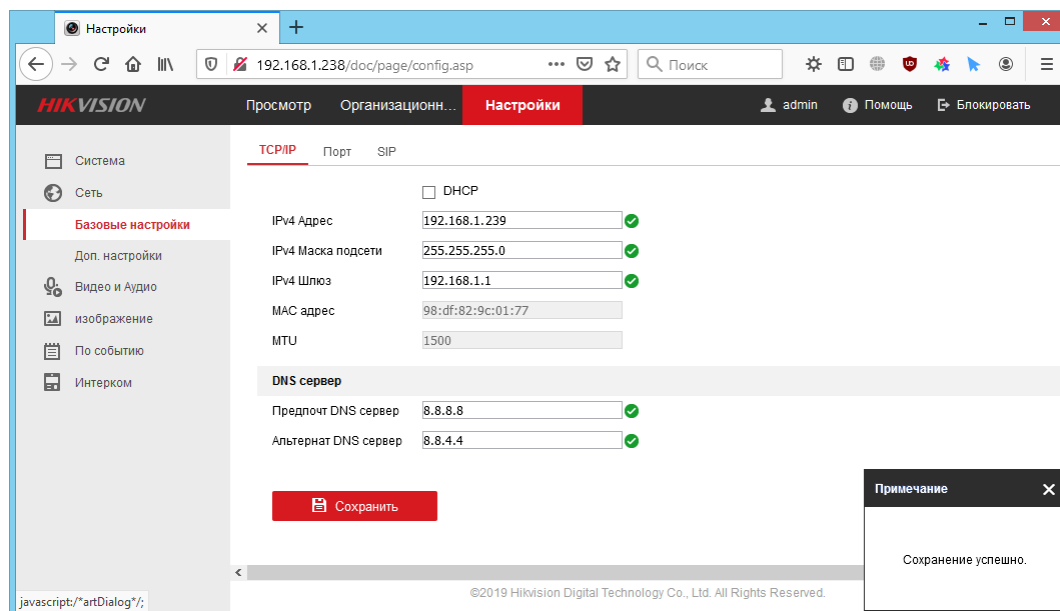 Настройки
192.168.1.238/doc/page/config.asp
Поиск
HIKVISION
Просмотр
Организационн...
Настройки
admin
Помощь
Блокировать
Система
Сеть
Базовые настройки
Доп. настройки
Видео и Аудио
изображение
По событию
Интерком
TCP/IP
Порт
SIP
DHCP
IPv4 Адрес
192.168.1.239
IPv4 Маска подсети
255.255.255.0
IPv4 Шлюз
192.168.1.1
MAC адрес
98:df:82:9c:01:77
MTU
1500
DNS сервер
Предпочт DNS сервер
8.8.8.8
Альтернат DNS сервер
8.8.4.4
Сохранить
Примечание
Сохранение успешно.
©2019 Hikvision Digital Technology Co., Ltd. All Rights Reserved.
javascript:/*artDialog*/;